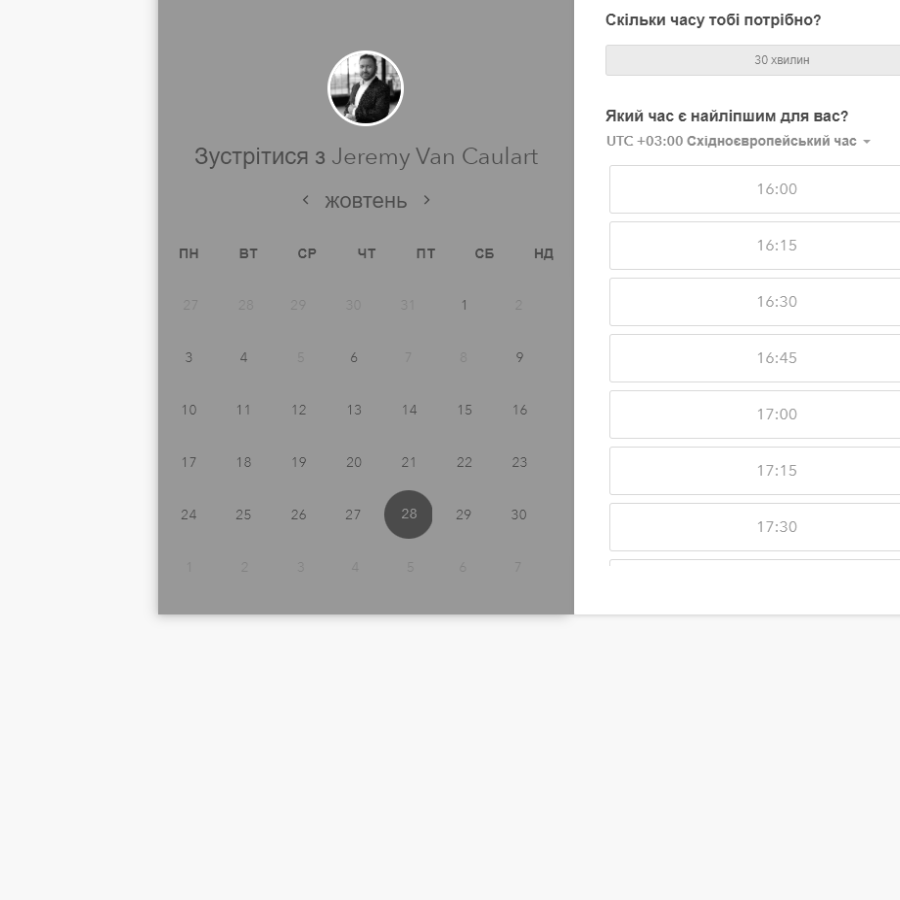 Зустрітися з Jeremy Van Caulart
‹ жовтень ›
ПН ВТ СР ЧТ ПТ СБ НД
27 28 29 30 31 1 2
3 4 5 6 7 8 9
10 11 12 13 14 15 16
17 18 19 20 21 22 23
24 25 26 27 28 29 30
1 2 3 4 5 6 7
Скільки часу тобі потрібно?
30 хвилин
Який час є найліпшим для вас?
UTC +03:00 Східноєвропейський час
16:00
16:15
16:30
16:45
17:00
17:15
17:30